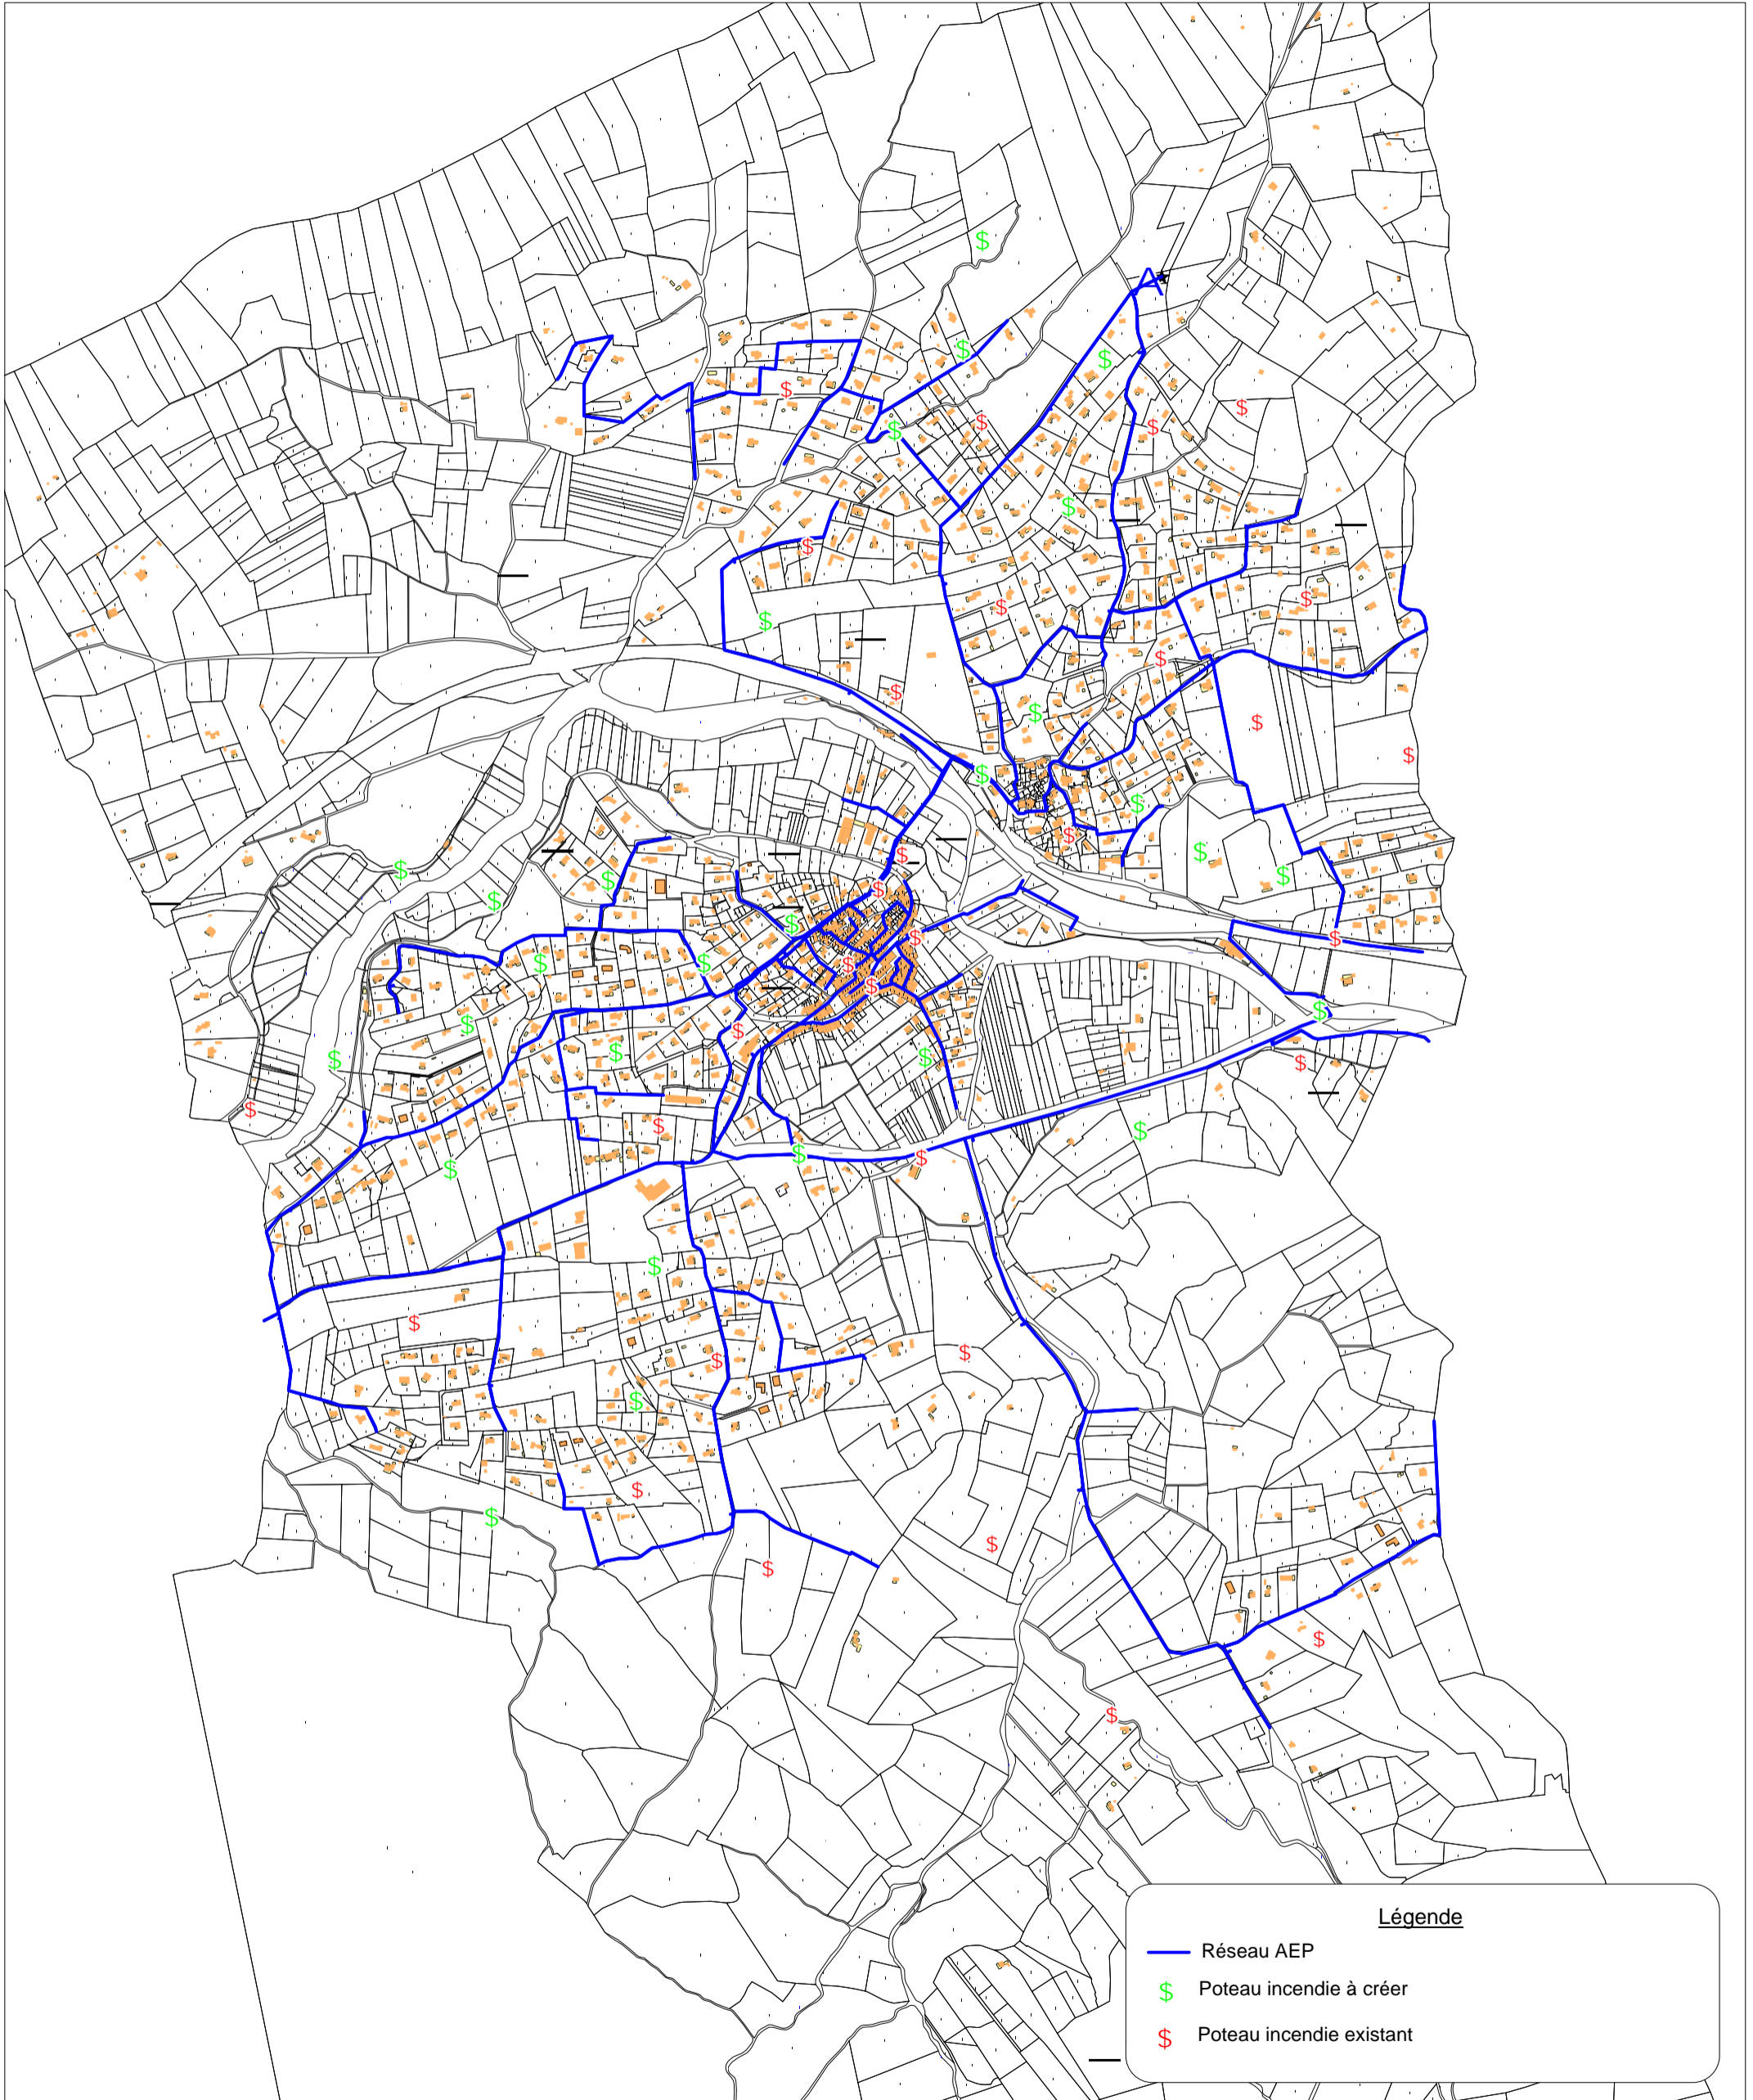 Légende
Réseau AEP
$ Poteau incendie à créer
$ Poteau incendie existant